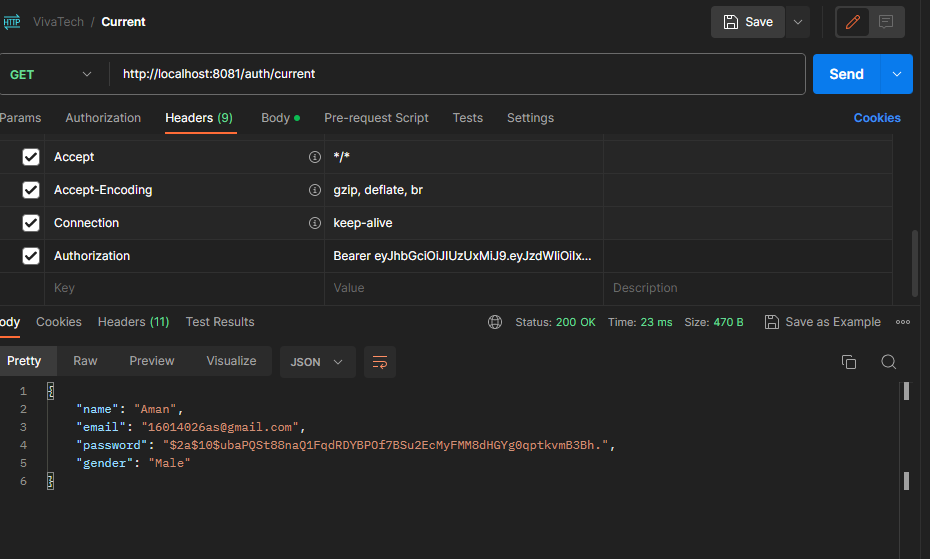 HTTP VivaTech / Current Save
GET http://localhost:8081/auth/current Send
Params Authorization Headers (9) Body Pre-request Script Tests Settings Cookies
Accept */*
Accept-Encoding gzip, deflate, br
Connection keep-alive
Authorization Bearer eyJhbGciOiJIUzUxMiJ9.eyJzdWIiOiIx...
Key Value Description
ody Cookies Headers (11) Test Results Status: 200 OK Time: 23 ms Size: 470 B Save as Example
Pretty Raw Preview Visualize JSON
1 {
2 "name": "Aman",
3 "email": "16014026as@gmail.com",
4 "password": "$2a$10$ubaPQSt88naQ1FqdRDYBPOf7BSu2EcMyFMM8dHGYg0qptkvmB3Bh.",
5 "gender": "Male"
6 }